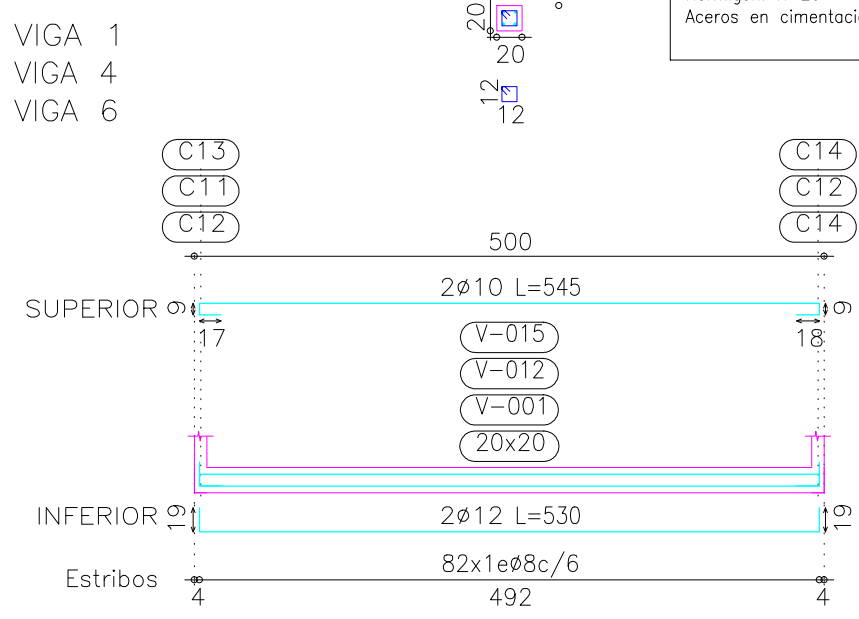 20
20
Aceros en cimentaci
VIGA 1
VIGA 4
VIGA 6
12
12
C13
C14
C11
C12
C12
C14
500
2ø10 L=545
SUPERIOR 9
9
17
18
V-015
V-012
V-001
20x20
INFERIOR 19
2ø12 L=530
19
82x1eø8c/6
Estribos
4
492
4